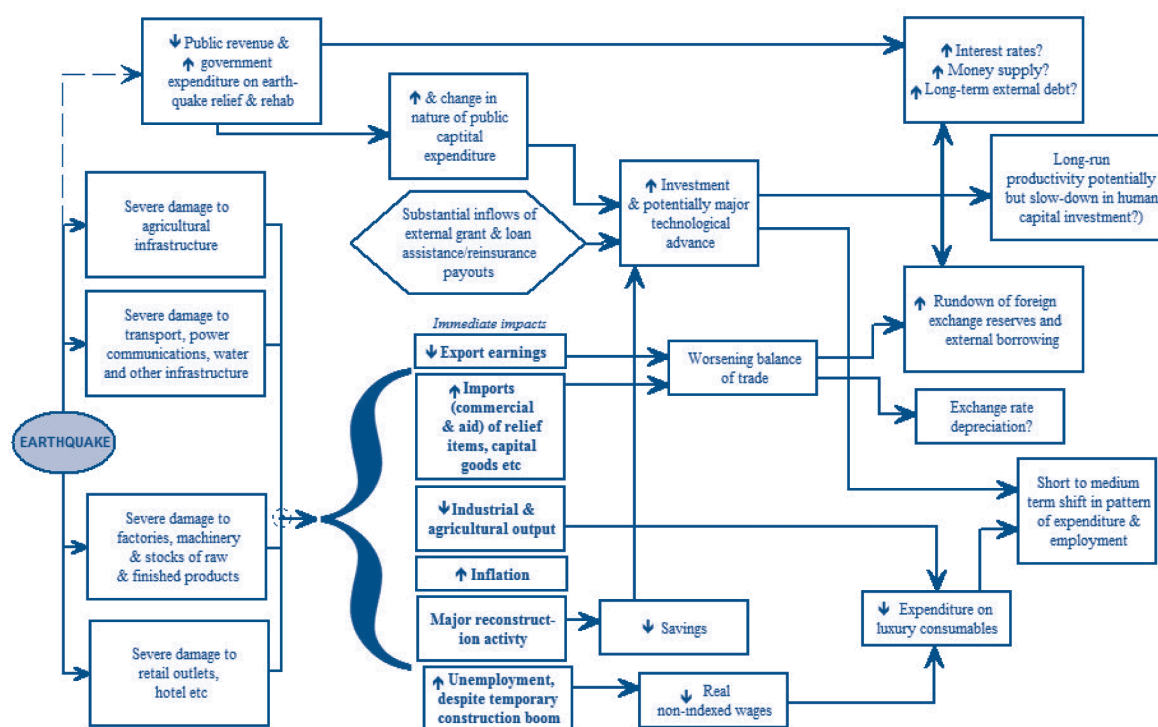 ↓ Public revenue &
↑ government
expenditure on earth-
quake relief & rehab
↑ Interest rates?
↑ Money supply?
↑ Long-term external debt?
↑ & change in
nature of public
captital
expenditure
Long-run
productivity potentially
but slow-down in human
capital investment?)
↑ Investment
& potentially major
technological
advance
Severe damage to
agricultural
infrastructure
Substantial inflows of
external grant & loan
assistance/reinsurance
payouts
Severe damage to
transport, power
communications, water
and other infrastructure
↑ Rundown of foreign
exchange reserves and
external borrowing
Immediate impacts
↓ Export earnings
Worsening balance
of trade
↑ Imports
(commercial
& aid) of relief
items, capital
goods etc
Exchange rate
depreciation?
EARTHQUAKE
Severe damage to
factories, machinery
& stocks of raw
& finished products
↓ Industrial &
agricultural output
Short to medium
term shift in pattern
of expenditure &
employment
↑ Inflation
Major reconstruct-
ion activty
↓ Savings
↓ Expenditure on
luxury consumables
Severe damage to
retail outlets,
hotel etc
↑ Unemployment,
despite temporary
construction boom
↓ Real
non-indexed wages